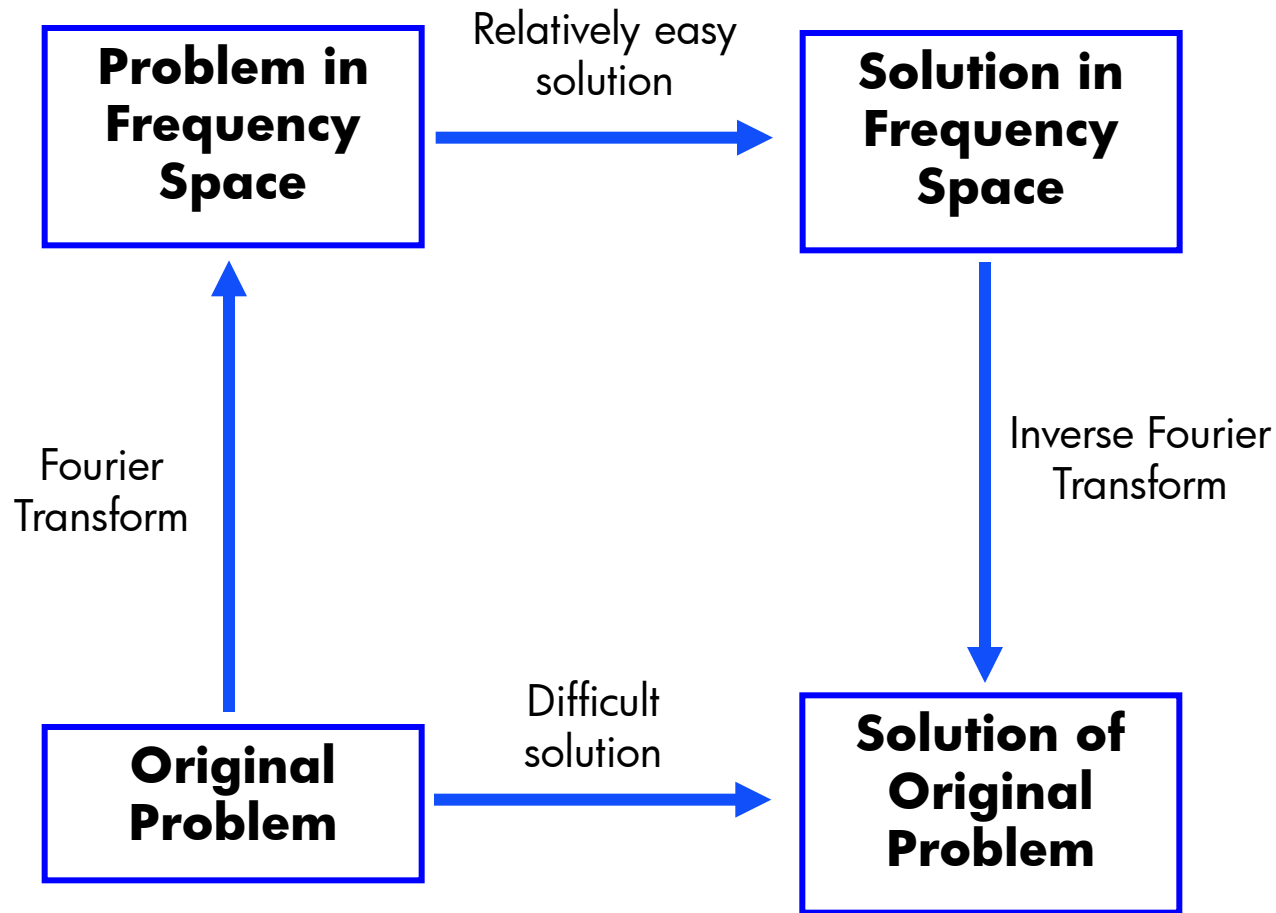 Problem in
Frequency
Space
Relatively easy
solution
Solution in
Frequency
Space
Fourier
Transform
Inverse Fourier
Transform
Original
Problem
Difficult
solution
Solution of
Original
Problem